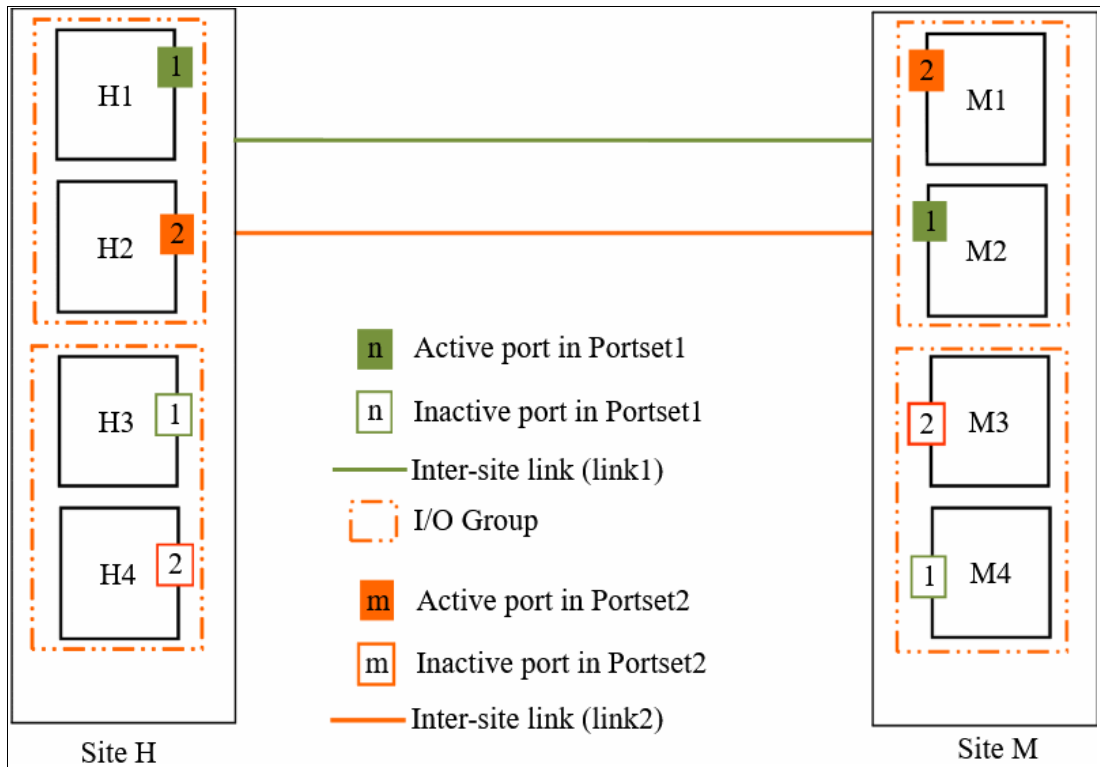 1
H1
2
H2
1
H3
2
H4
Site H
n Active port in Portset1
n Inactive port in Portset1
Inter-site link (link1)
I/O Group
m Active port in Portset2
m Inactive port in Portset2
Inter-site link (link2)
2
M1
1
M2
2
M3
1
M4
Site M